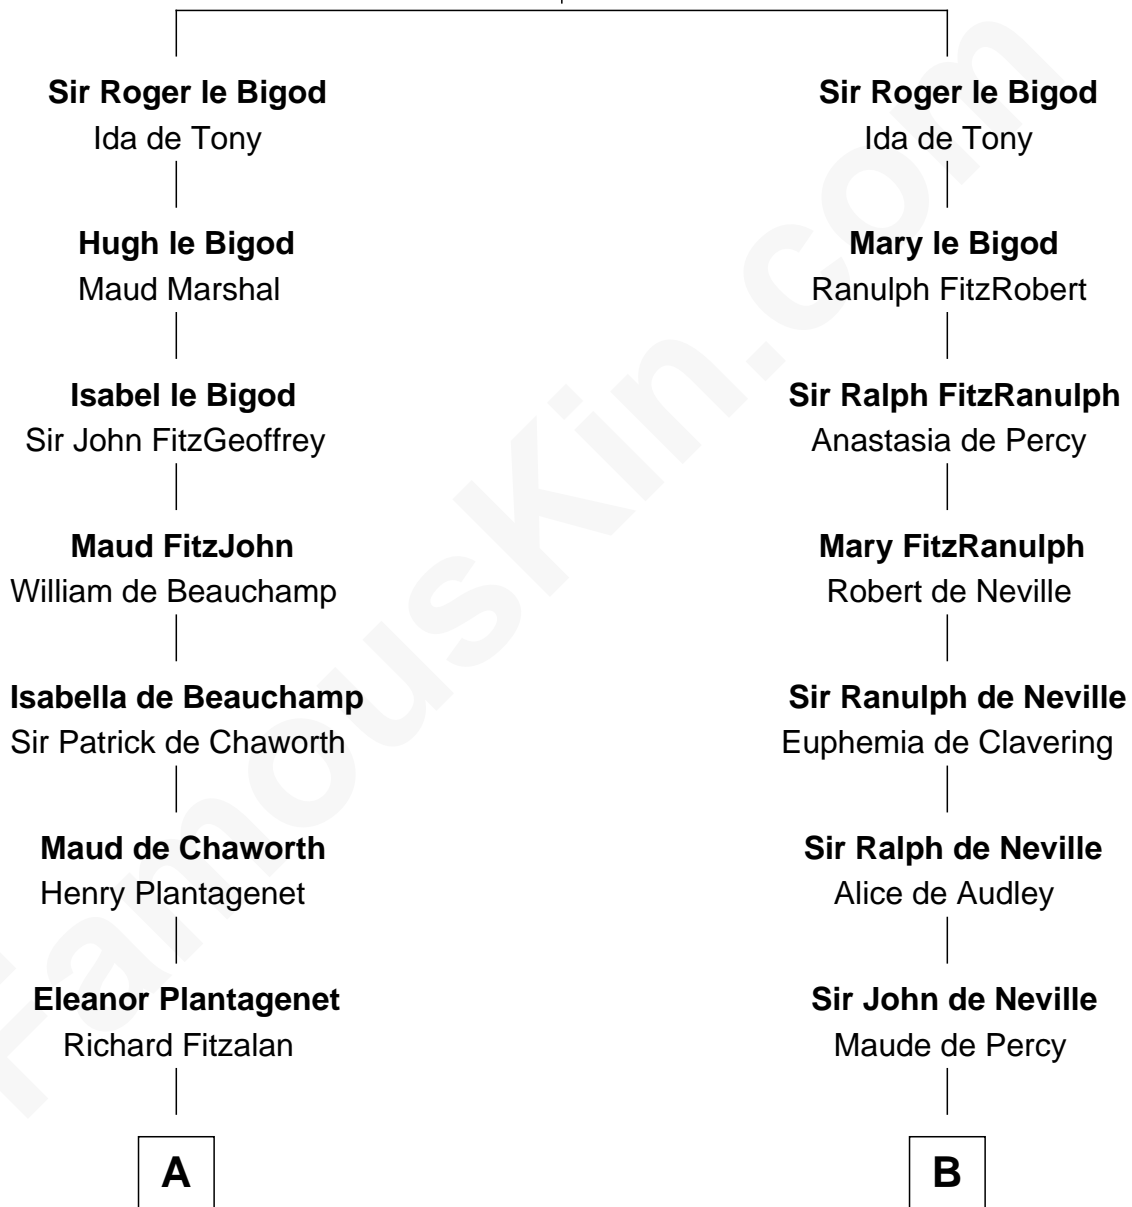 Sir Roger le Bigod
Ida de Tony
Hugh le Bigod
Maud Marshal
Isabel le Bigod
Sir John FitzGeoffrey
Maud FitzJohn
William de Beauchamp
Isabella de Beauchamp
Sir Patrick de Chaworth
Maud de Chaworth
Henry Plantagenet
Eleanor Plantagenet
Richard Fitzalan
A
Sir Roger le Bigod
Ida de Tony
Mary le Bigod
Ranulph FitzRobert
Sir Ralph FitzRanulph
Anastasia de Percy
Mary FitzRanulph
Robert de Neville
Sir Ranulph de Neville
Euphemia de Clavering
Sir Ralph de Neville
Alice de Audley
Sir John de Neville
Maude de Percy
B
FamousKin.com